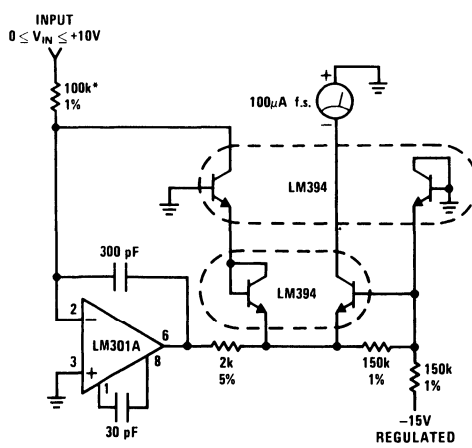 INPUT
0 ≤ VIN ≤ +10V
100k*
1%
+
100μA f.s.
−
LM394
300 pF
LM394
2
−
LM301A
6
8
3
+
1
30 pF
2k
5%
150k
1%
150k
1%
−15V
REGULATED